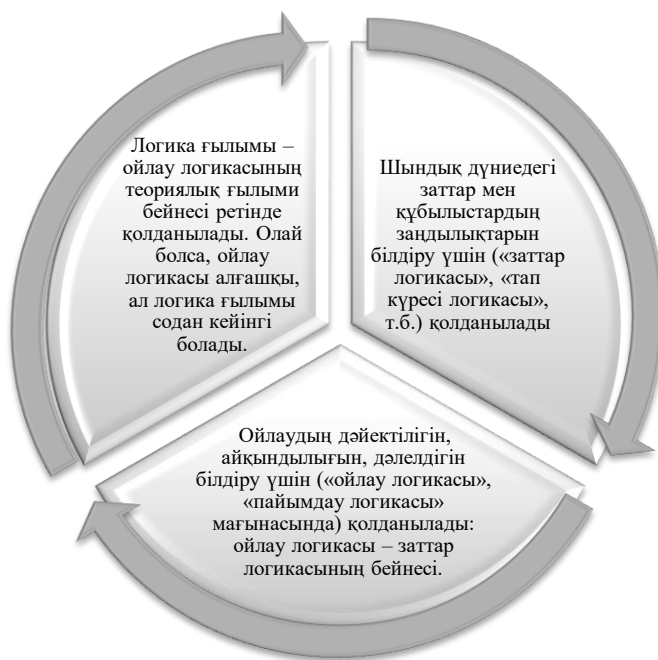 Логика ғылымы –
ойлау логикасының
теориялық ғылыми
бейнесі ретінде
қолданылады. Олай
болса, ойлау
логикасы алғашқы,
ал логика ғылымы
содан кейінгі
болады.
Шындық дүниедегі
заттар мен
құбылыстардың
заңдылықтарын
білдіру үшін («заттар
логикасы», «тап
күресі логикасы»,
т.б.) қолданылады
Ойлаудың дәйектілігін,
айқындылығын, дәлелдігін
білдіру үшін («ойлау логикасы»,
«пайымдау логикасы»
мағынасында) қолданылады:
ойлау логикасы – заттар
логикасының бейнесі.